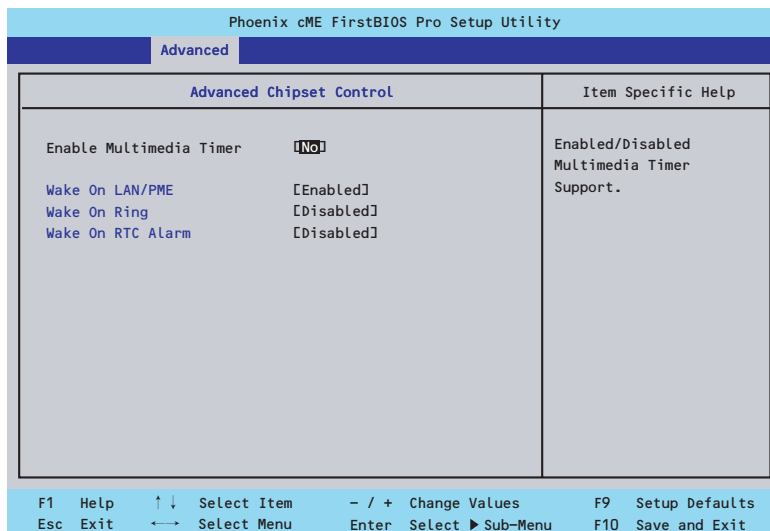 Phoenix cME FirstBIOS Pro Setup Utility
Advanced
Advanced Chipset Control
Item Specific Help
Enable Multimedia Timer [No]
Wake On LAN/PME [Enabled]
Wake On Ring [Disabled]
Wake On RTC Alarm [Disabled]
Enabled/Disabled
Multimedia Timer
Support.
F1 Help ↑↓ Select Item - / + Change Values F9 Setup Defaults
Esc Exit ←→ Select Menu Enter Select ▶ Sub-Menu F10 Save and Exit